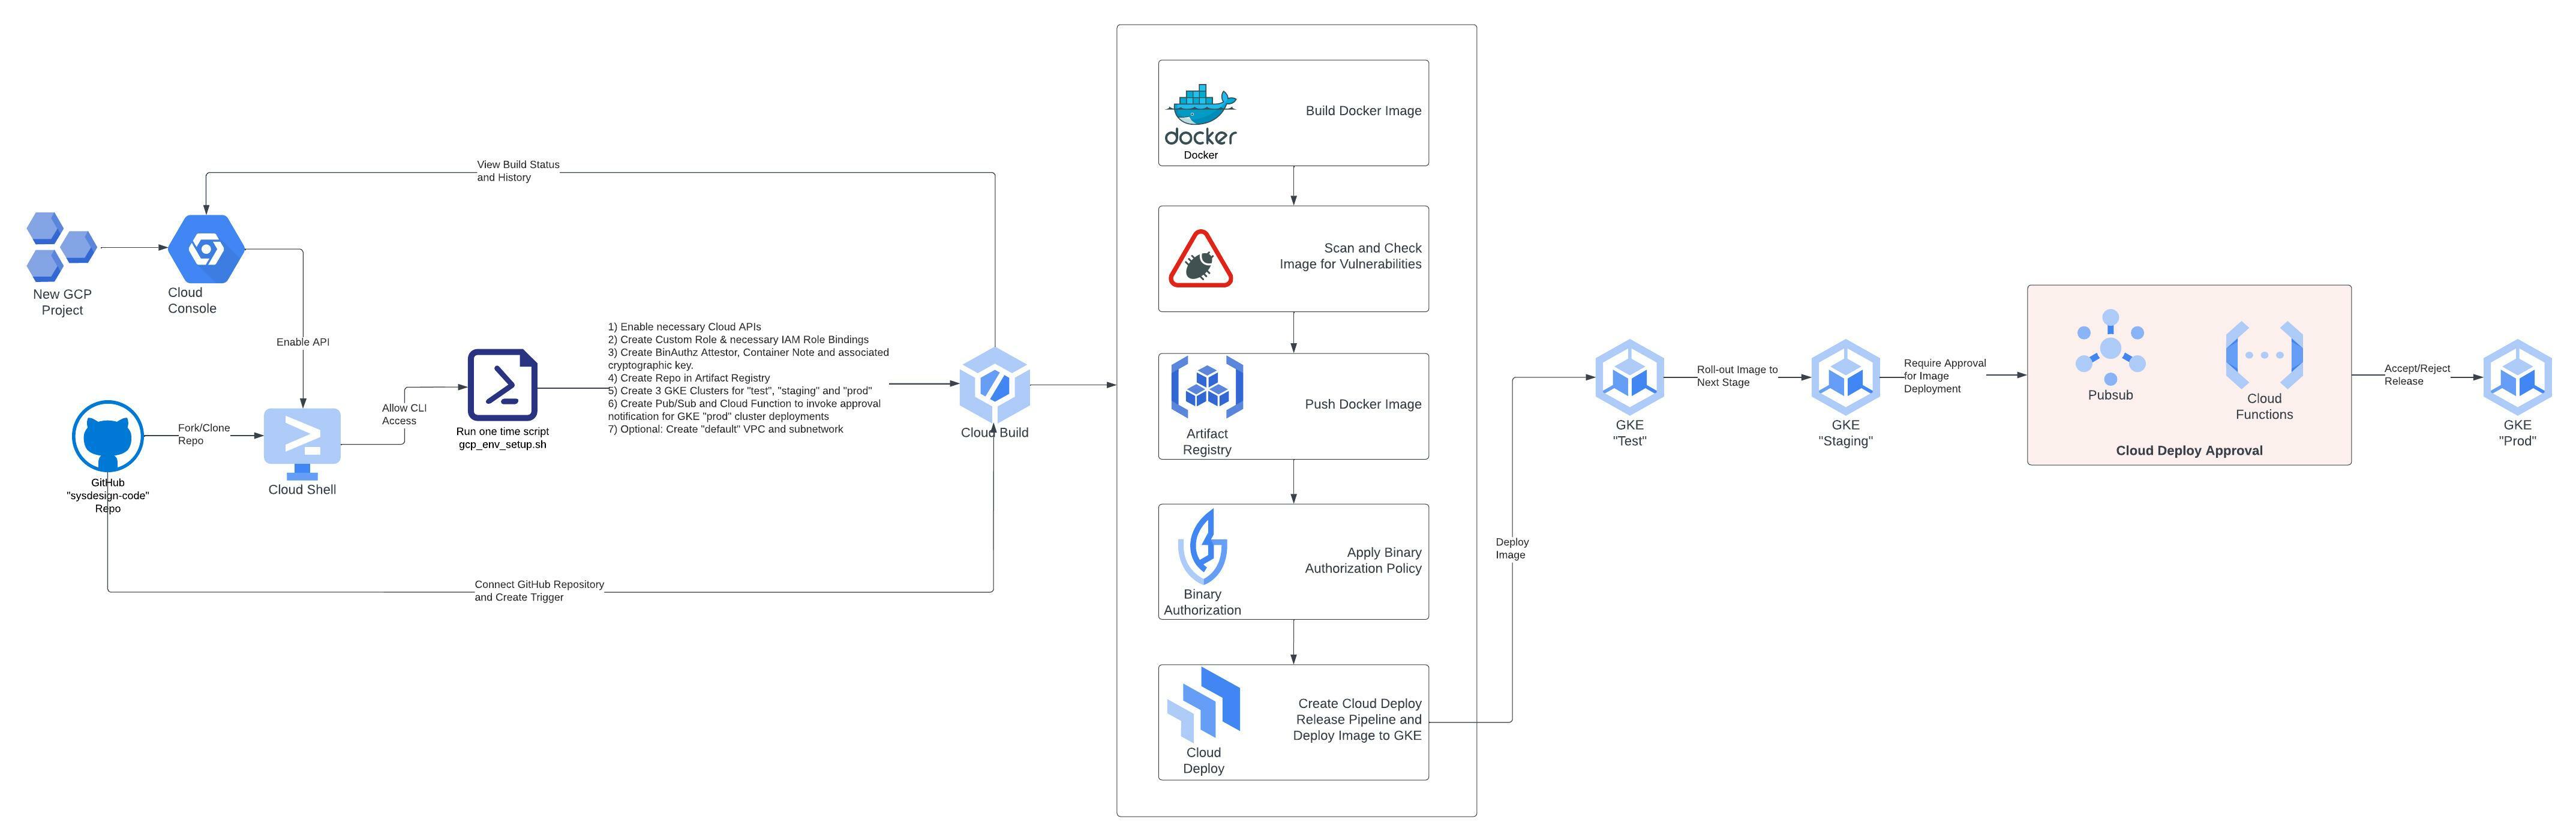 View Build Status
and History
New GCP
Project
Cloud
Console
Enable API
GitHub
"sysdesign-code"
Repo
Fork/Clone
Repo
Cloud Shell
Allow CLI
Access
Run one time script
gcp_env_setup.sh
1) Enable necessary Cloud APIs
2) Create Custom Role & necessary IAM Role Bindings
3) Create BinAuthz Attestor, Container Note and associated
cryptographic key.
4) Create Repo in Artifact Registry
5) Create 3 GKE Clusters for "test", "staging" and "prod"
6) Create Pub/Sub and Cloud Function to invoke approval
notification for GKE "prod" cluster deployments
7) Optional: Create "default" VPC and subnetwork
Cloud Build
Connect GitHub Repository
and Create Trigger
docker
Docker
Build Docker Image
Scan and Check
Image for Vulnerabilities
Artifact
Registry
Push Docker Image
Binary
Authorization
Apply Binary
Authorization Policy
Cloud
Deploy
Create Cloud Deploy
Release Pipeline and
Deploy Image to GKE
Deploy
Image
GKE
"Test"
Roll-out Image to
Next Stage
GKE
"Staging"
Require Approval
for Image
Deployment
Pubsub
Cloud
Functions
Cloud Deploy Approval
Accept/Reject
Release
GKE
"Prod"